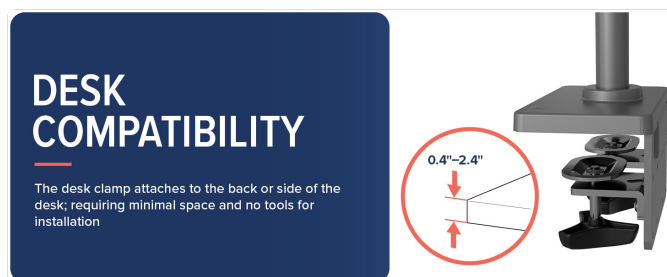 DESK
COMPATIBILITY
The desk clamp attaches to the back or side of the
desk; requiring minimal space and no tools for
installation
0.4"–2.4"